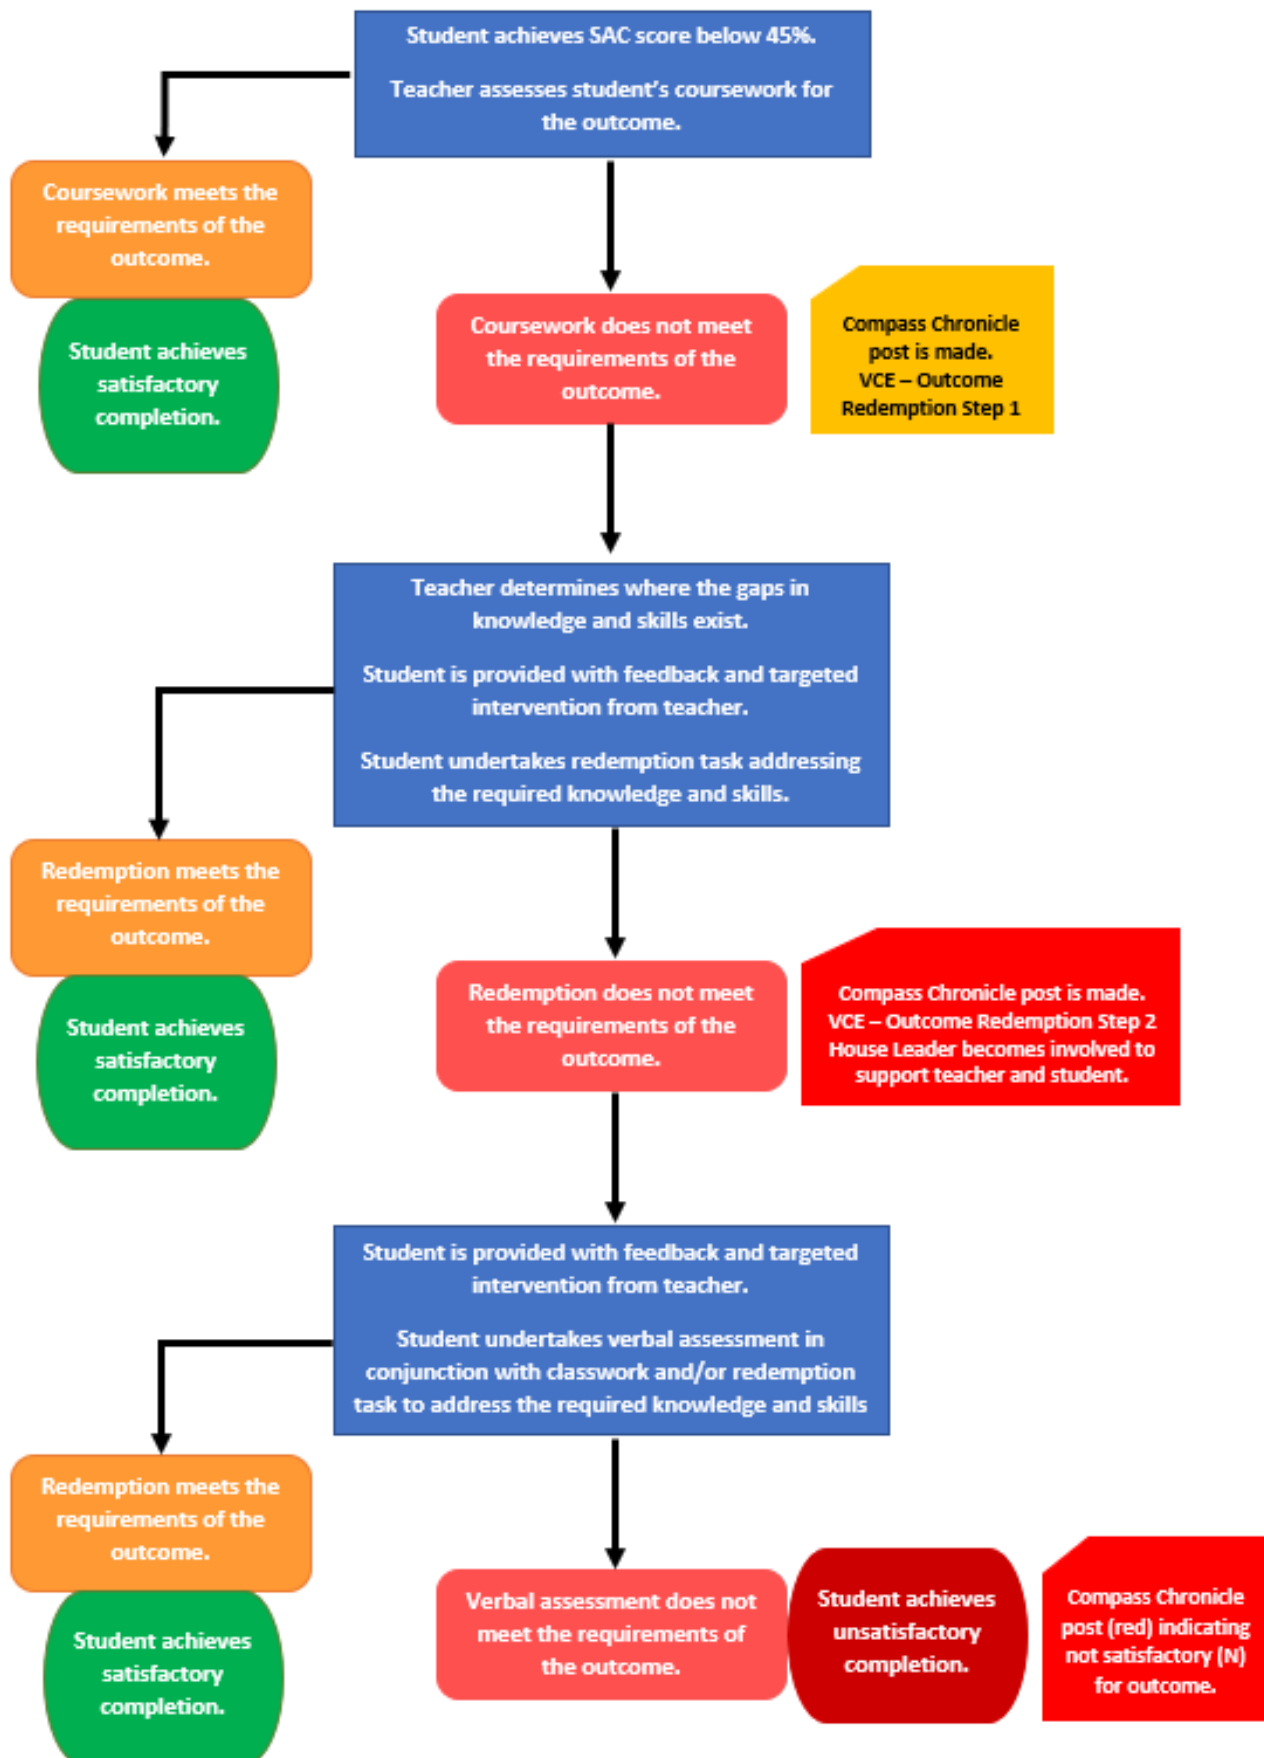 Student achieves SAC score below 45%.
Teacher assesses student's coursework for
the outcome.
Coursework meets the
requirements of the
outcome.
Student achieves
satisfactory
completion.
Coursework does not meet
the requirements of the
outcome.
Compass Chronicle
post is made.
VCE – Outcome
Redemption Step 1
Teacher determines where the gaps in
knowledge and skills exist.
Student is provided with feedback and targeted
intervention from teacher.
Student undertakes redemption task addressing
the required knowledge and skills.
Redemption meets the
requirements of the
outcome.
Student achieves
satisfactory
completion.
Redemption does not meet
the requirements of the
outcome.
Compass Chronicle post is made.
VCE – Outcome Redemption Step 2
House Leader becomes involved to
support teacher and student.
Student is provided with feedback and targeted
intervention from teacher.
Student undertakes verbal assessment in
conjunction with classwork and/or redemption
task to address the required knowledge and skills
Redemption meets the
requirements of the
outcome.
Student achieves
satisfactory
completion.
Verbal assessment does not
meet the requirements of
the outcome.
Student achieves
unsatisfactory
completion.
Compass Chronicle
post (red) indicating
not satisfactory (N)
for outcome.